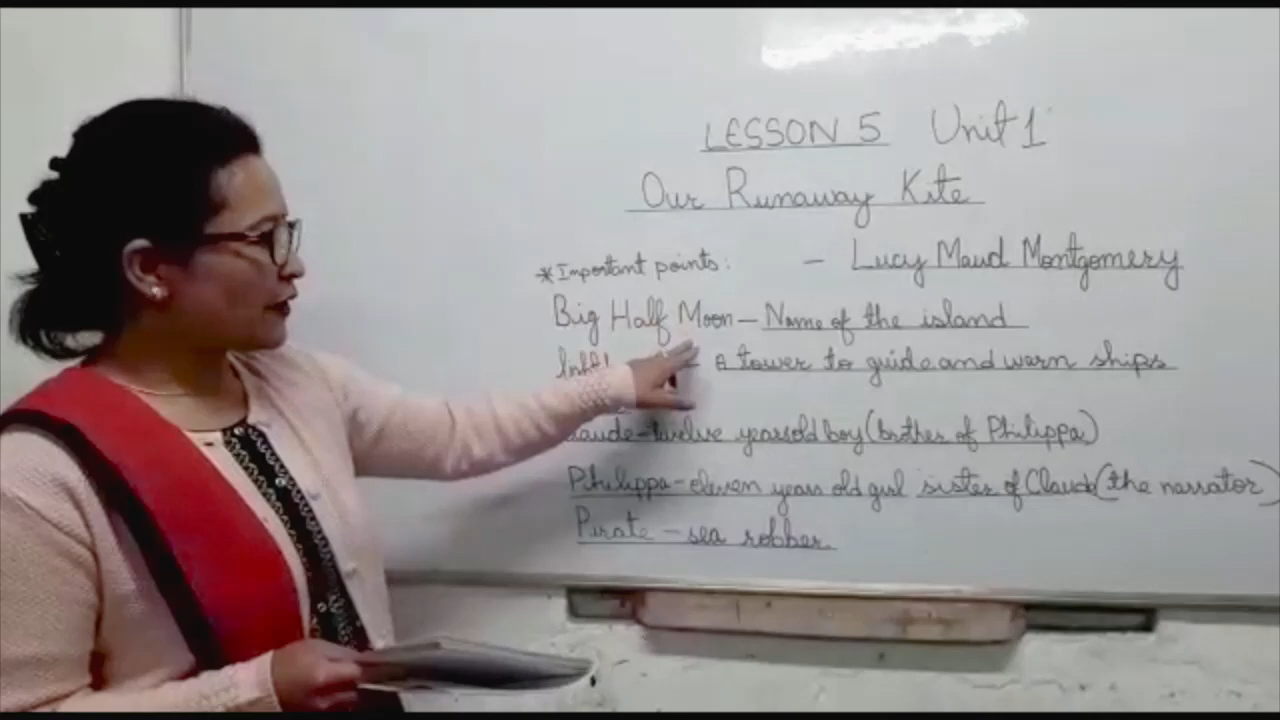 LESSON 5 Unit 1
Our Runaway Kite
- Lucy Maud Montgomery
*Important points:
Big Half Moon - Name of the island
a tower to guide and warn ships
Claude - twelve years old boy (brother of Philippa)
Philippa - eleven years old girl sister of Claude (the narrator)
Pirate - sea robber.